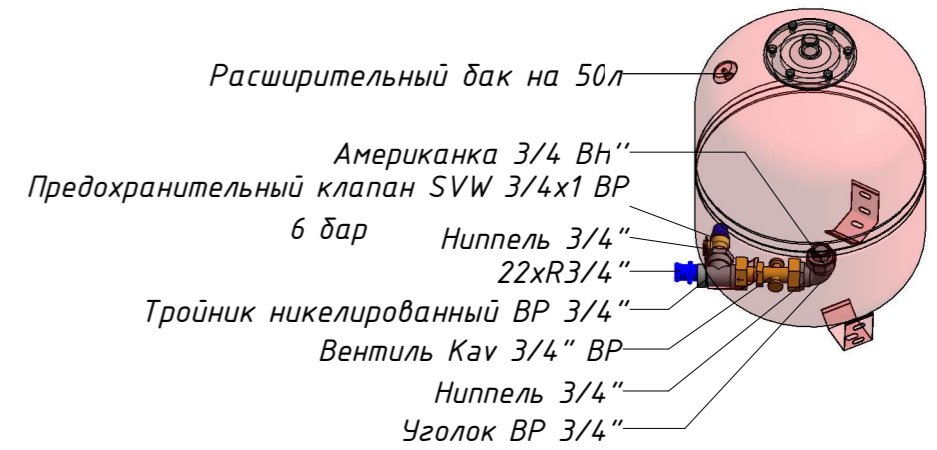 Расширительный бак на 50л
Американка 3/4 ВН"
Предохранительный клапан SVW 3/4x1 ВР
6 бар
Ниппель 3/4"
22xR3/4"
Тройник никелированный ВР 3/4"
Вентиль Kav 3/4" ВР
Ниппель 3/4"
Уголок ВР 3/4"